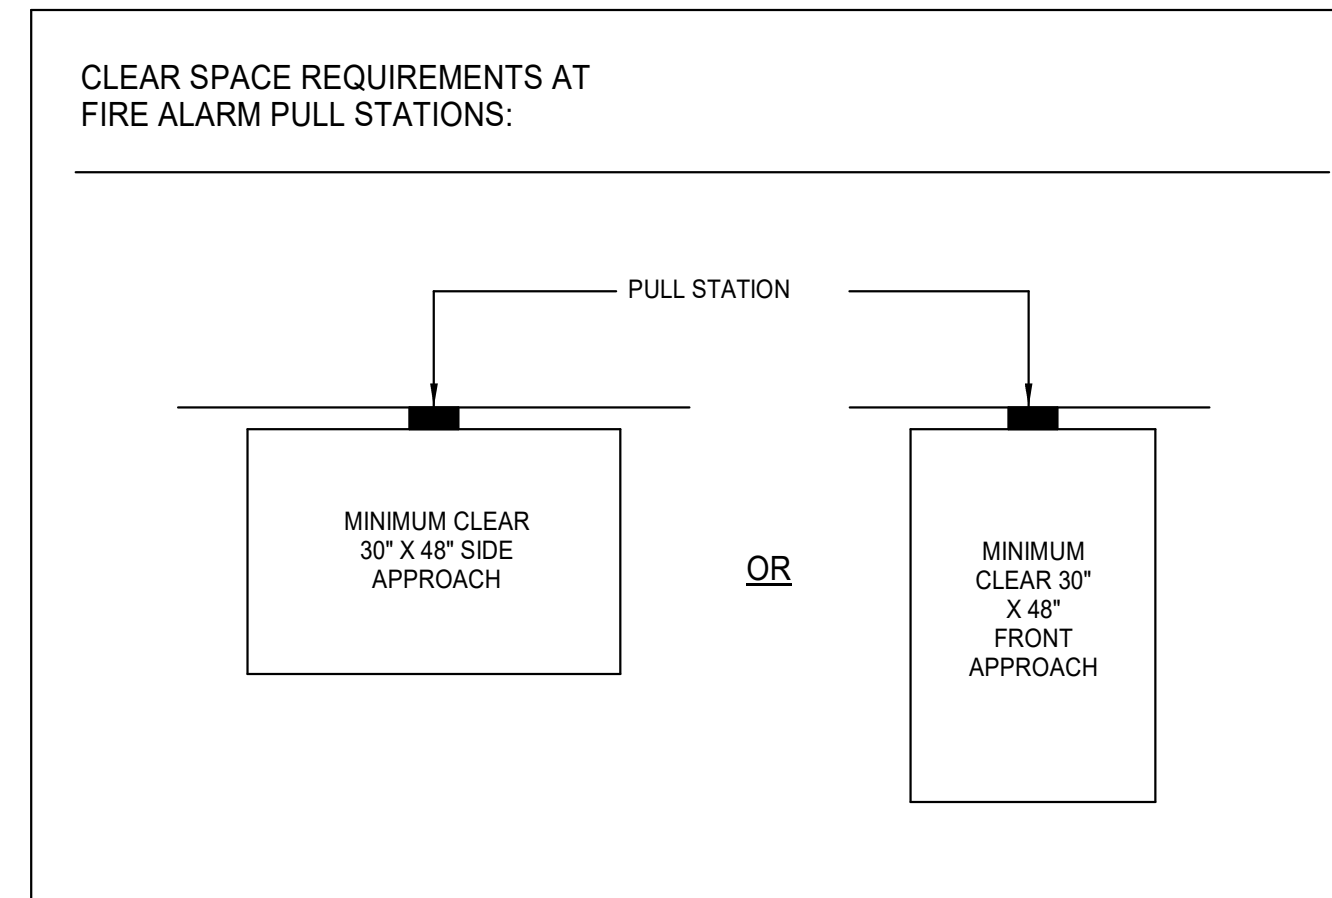 CLEAR SPACE REQUIREMENTS AT
FIRE ALARM PULL STATIONS:
PULL STATION
MINIMUM CLEAR
30" X 48" SIDE
APPROACH
OR
MINIMUM
CLEAR 30"
X 48"
FRONT
APPROACH